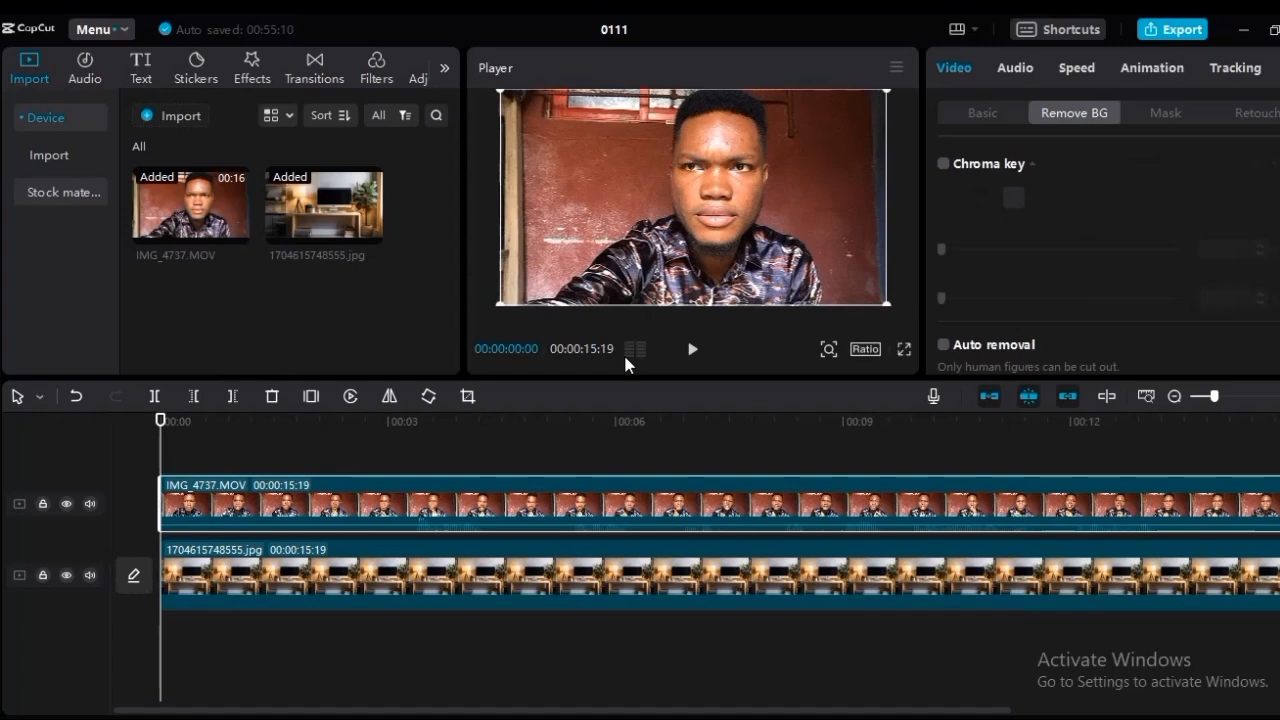 CapCut Menu Auto saved: 00:55:10 0111 Shortcuts Export
Import Audio Text Stickers Effects Transitions Filters Adj
Player
Video Audio Speed Animation Tracking
Device
Import
Stock mate...
Import Sort All
All
Added 00:16
IMG_4737.MOV
Added
1704615748555.jpg
00:00:00:00 00:00:15:19 Ratio
Basic Remove BG Mask Retouch
Chroma key
Auto removal
Only human figures can be cut out.
00:00 00:03 00:06 00:09 00:12
IMG_4737.MOV 00:00:15:19
1704615748555.jpg 00:00:15:19
Activate Windows
Go to Settings to activate Windows.